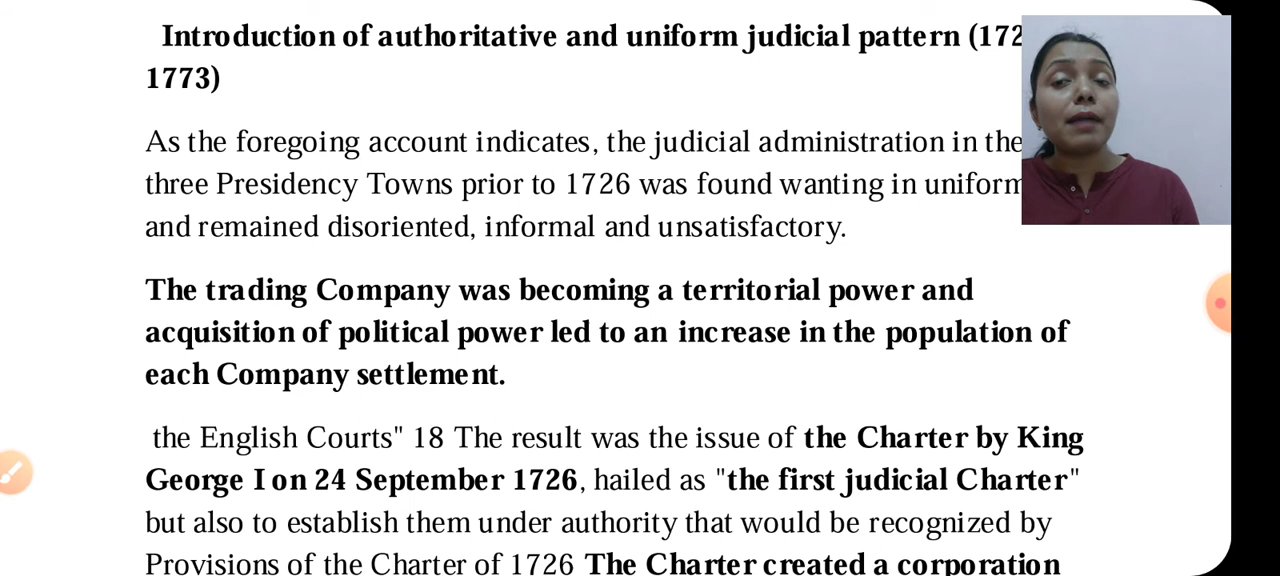 Introduction of authoritative and uniform judicial pattern
1773)
As the foregoing account indicates, the judicial administration in the
three Presidency Towns prior to 1726 was found wanting in
and remained disoriented, informal and unsatisfactory.
The trading Company was becoming a territorial power and
acquisition of political power led to an increase in the population of
each Company settlement.
the English Courts" 18 The result was the issue of the Charter by King
George I on 24 September 1726, hailed as "the first judicial Charter"
but also to establish them under authority that would be recognized by
Provisions of the Charter of 1726 The Charter created a corporation